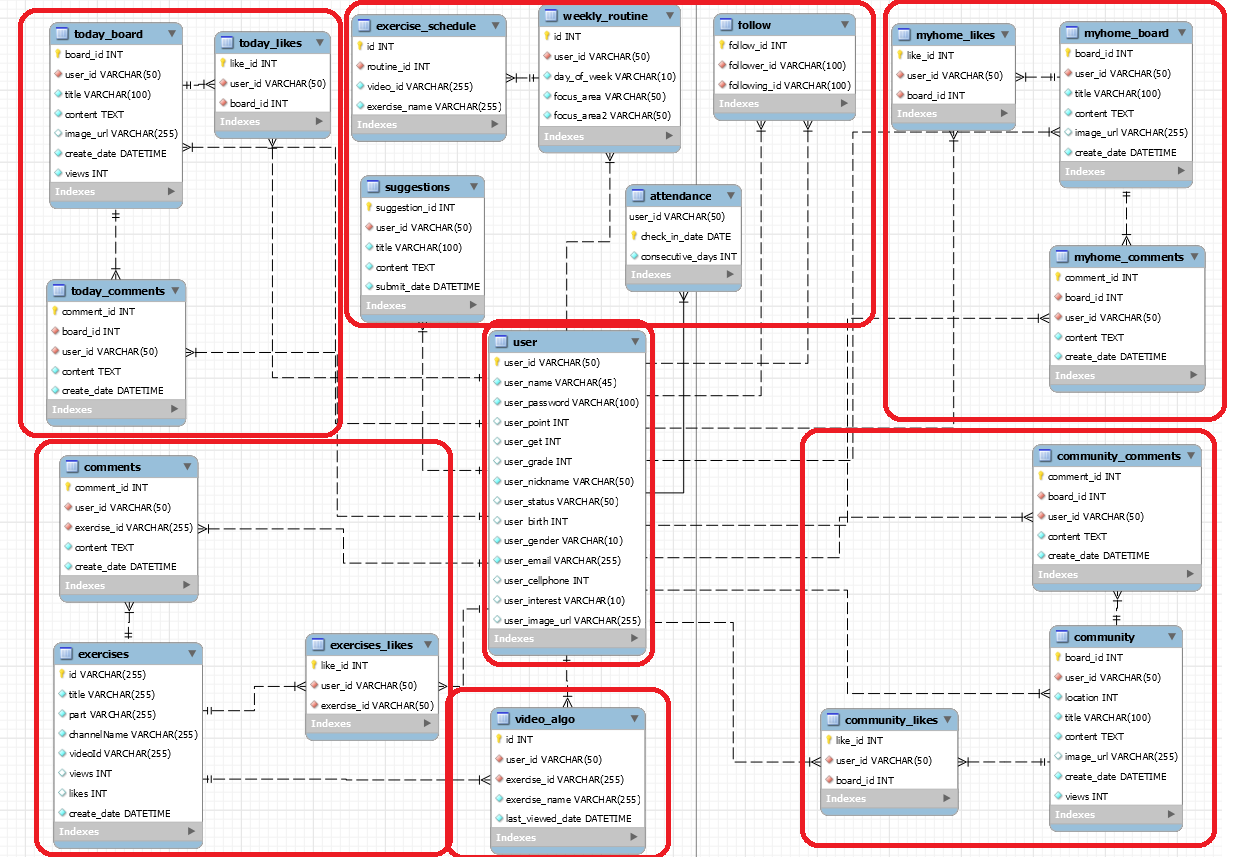 today_board
board_id INT
user_id VARCHAR(50)
title VARCHAR(100)
content TEXT
image_url VARCHAR(255)
create_date DATETIME
views INT
Indexes
today_likes
like_id INT
user_id VARCHAR(50)
board_id INT
Indexes
today_comments
comment_id INT
board_id INT
user_id VARCHAR(50)
content TEXT
create_date DATETIME
Indexes
exercise_schedule
id INT
routine_id INT
video_id VARCHAR(255)
exercise_name VARCHAR(255)
Indexes
weekly_routine
id INT
user_id VARCHAR(50)
day_of_week VARCHAR(10)
focus_area VARCHAR(50)
focus_area2 VARCHAR(50)
Indexes
follow
follow_id INT
follower_id VARCHAR(100)
following_id VARCHAR(100)
Indexes
suggestions
suggestion_id INT
user_id VARCHAR(50)
title VARCHAR(100)
content TEXT
submit_date DATETIME
Indexes
attendance
user_id VARCHAR(50)
check_in_date DATE
consecutive_days INT
Indexes
myhome_likes
like_id INT
user_id VARCHAR(50)
board_id INT
Indexes
myhome_board
board_id INT
user_id VARCHAR(50)
title VARCHAR(100)
content TEXT
image_url VARCHAR(255)
create_date DATETIME
Indexes
myhome_comments
comment_id INT
board_id INT
user_id VARCHAR(50)
content TEXT
create_date DATETIME
Indexes
user
user_id VARCHAR(50)
user_name VARCHAR(45)
user_password VARCHAR(100)
user_point INT
user_get INT
user_grade INT
user_nickname VARCHAR(50)
user_status VARCHAR(50)
user_birth INT
user_gender VARCHAR(10)
user_email VARCHAR(255)
user_cellphone INT
user_interest VARCHAR(10)
user_image_url VARCHAR(255)
Indexes
comments
comment_id INT
user_id VARCHAR(50)
exercise_id VARCHAR(255)
content TEXT
create_date DATETIME
Indexes
exercises
id VARCHAR(255)
title VARCHAR(255)
part VARCHAR(255)
channelName VARCHAR(255)
videoId VARCHAR(255)
views INT
likes INT
create_date DATETIME
Indexes
exercises_likes
like_id INT
user_id VARCHAR(50)
exercise_id VARCHAR(50)
Indexes
video_algo
id INT
user_id VARCHAR(50)
exercise_id VARCHAR(255)
exercise_name VARCHAR(255)
last_viewed_date DATETIME
Indexes
community_comments
comment_id INT
board_id INT
user_id VARCHAR(50)
content TEXT
create_date DATETIME
Indexes
community_likes
like_id INT
user_id VARCHAR(50)
board_id INT
Indexes
community
board_id INT
user_id VARCHAR(50)
location INT
title VARCHAR(100)
content TEXT
image_url VARCHAR(255)
create_date DATETIME
views INT
Indexes